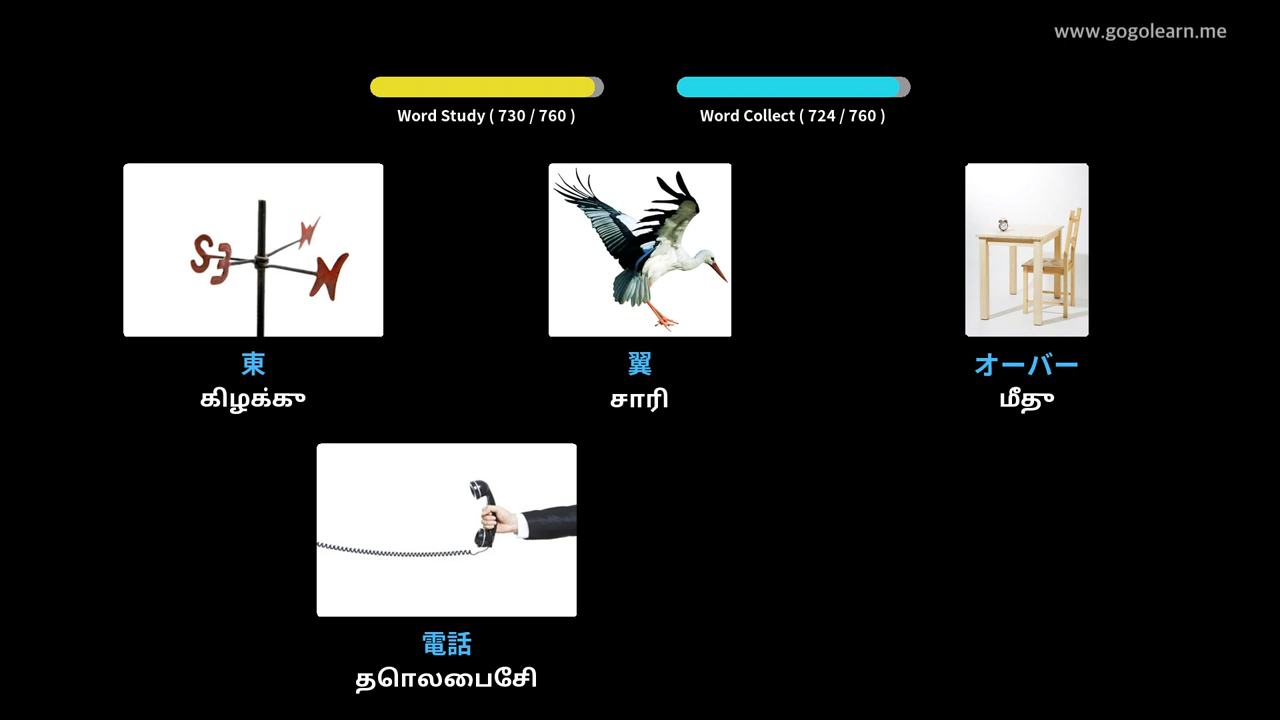 www.gogolearn.me
Word Study ( 730 / 760 )
Word Collect ( 724 / 760 )
東
கிழக்கு
翼
சாரி
オーバー
மீது
電話
தொலைபேசி